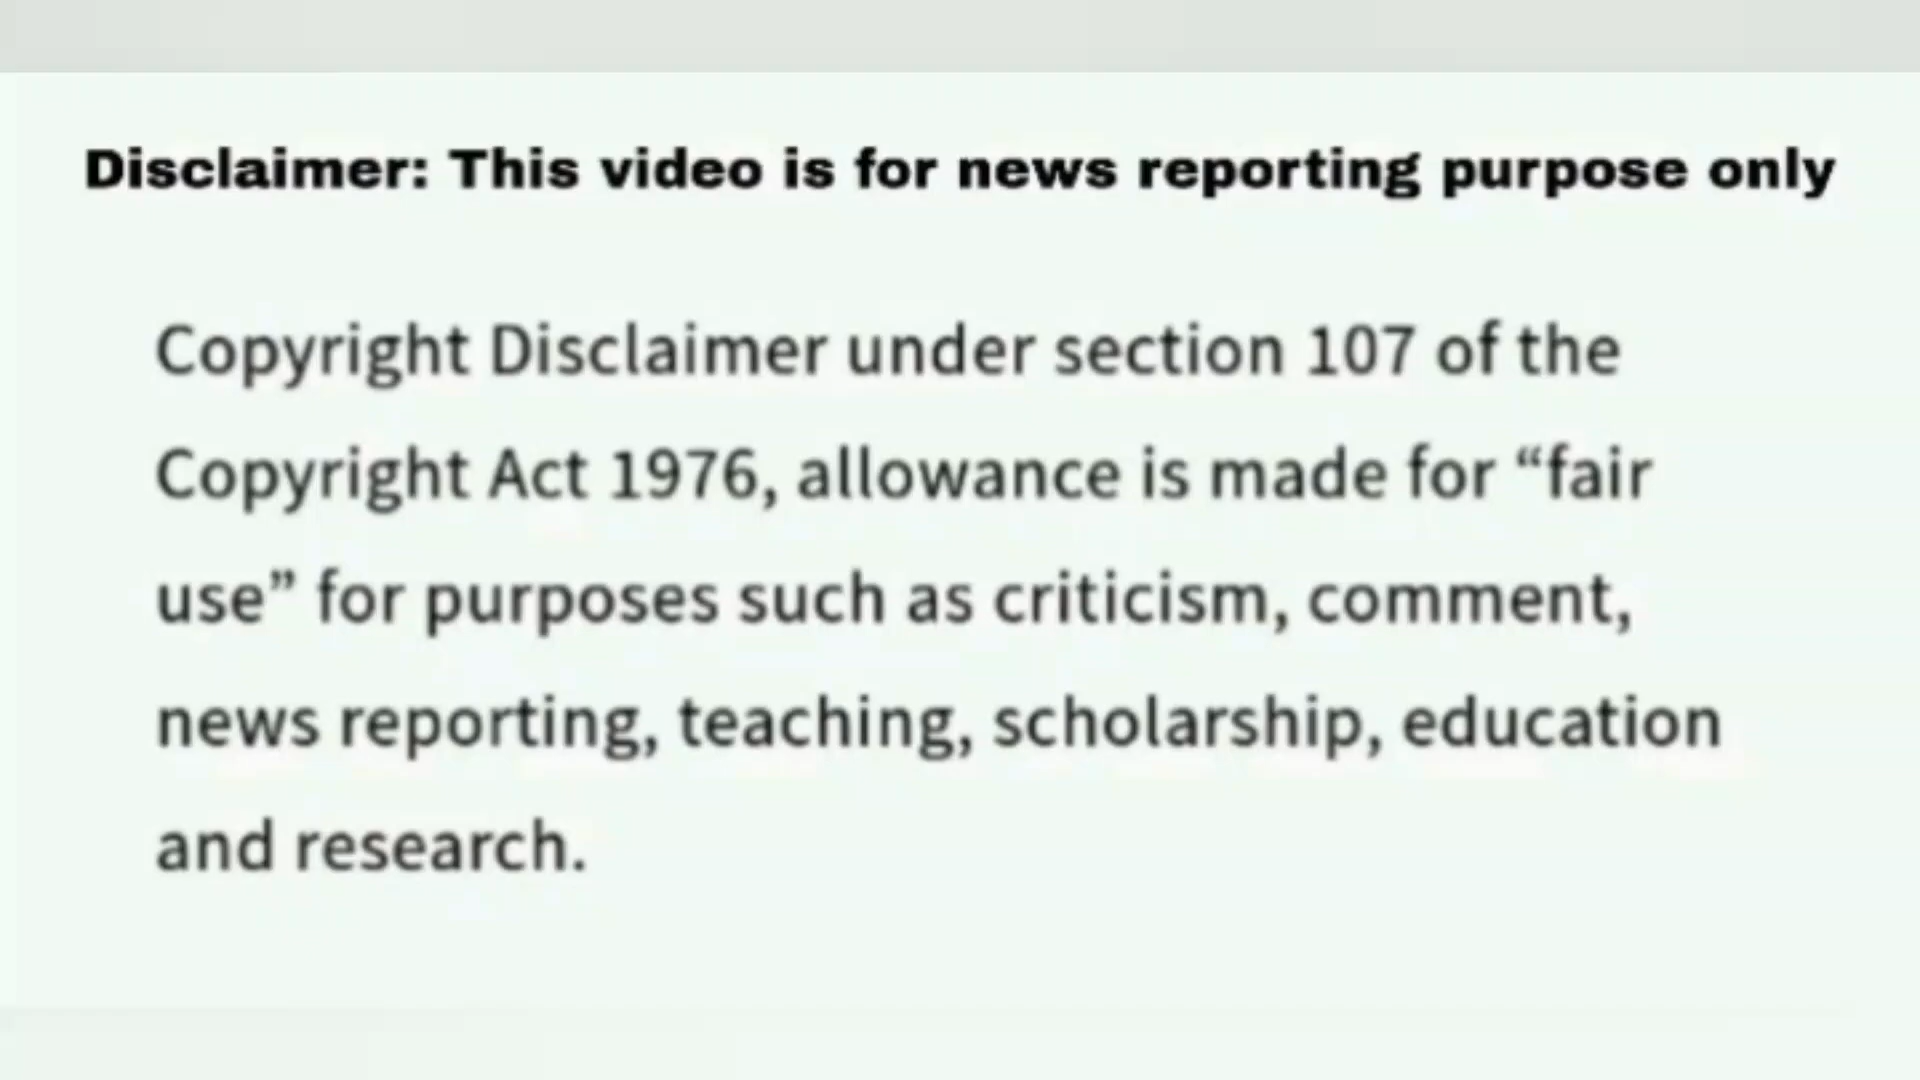 Disclaimer: This video is for news reporting purpose only
Copyright Disclaimer under section 107 of the
Copyright Act 1976, allowance is made for “fair
use” for purposes such as criticism, comment,
news reporting, teaching, scholarship, education
and research.